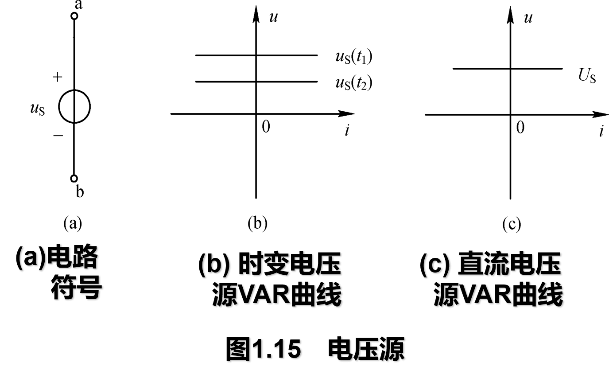 a
+
uS
−
b
(a)
u
uS(t1)
uS(t2)
0
i
(b)
u
US
0
i
(c)
(a)电路
符号
(b) 时变电压
源VAR曲线
(c) 直流电压
源VAR曲线
图1.15 电压源